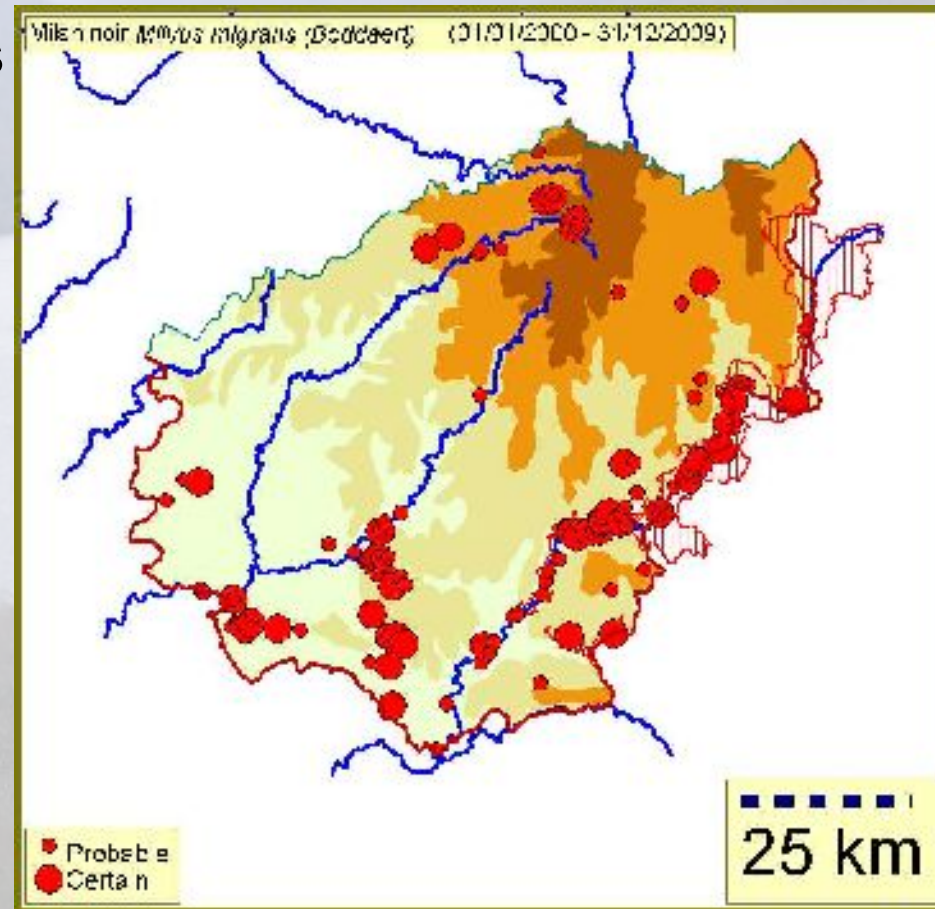 s
Milan noir Milvus migrans (Boddaert) (01/01/2000 - 31/12/2009)
Probable
Certain
25 km